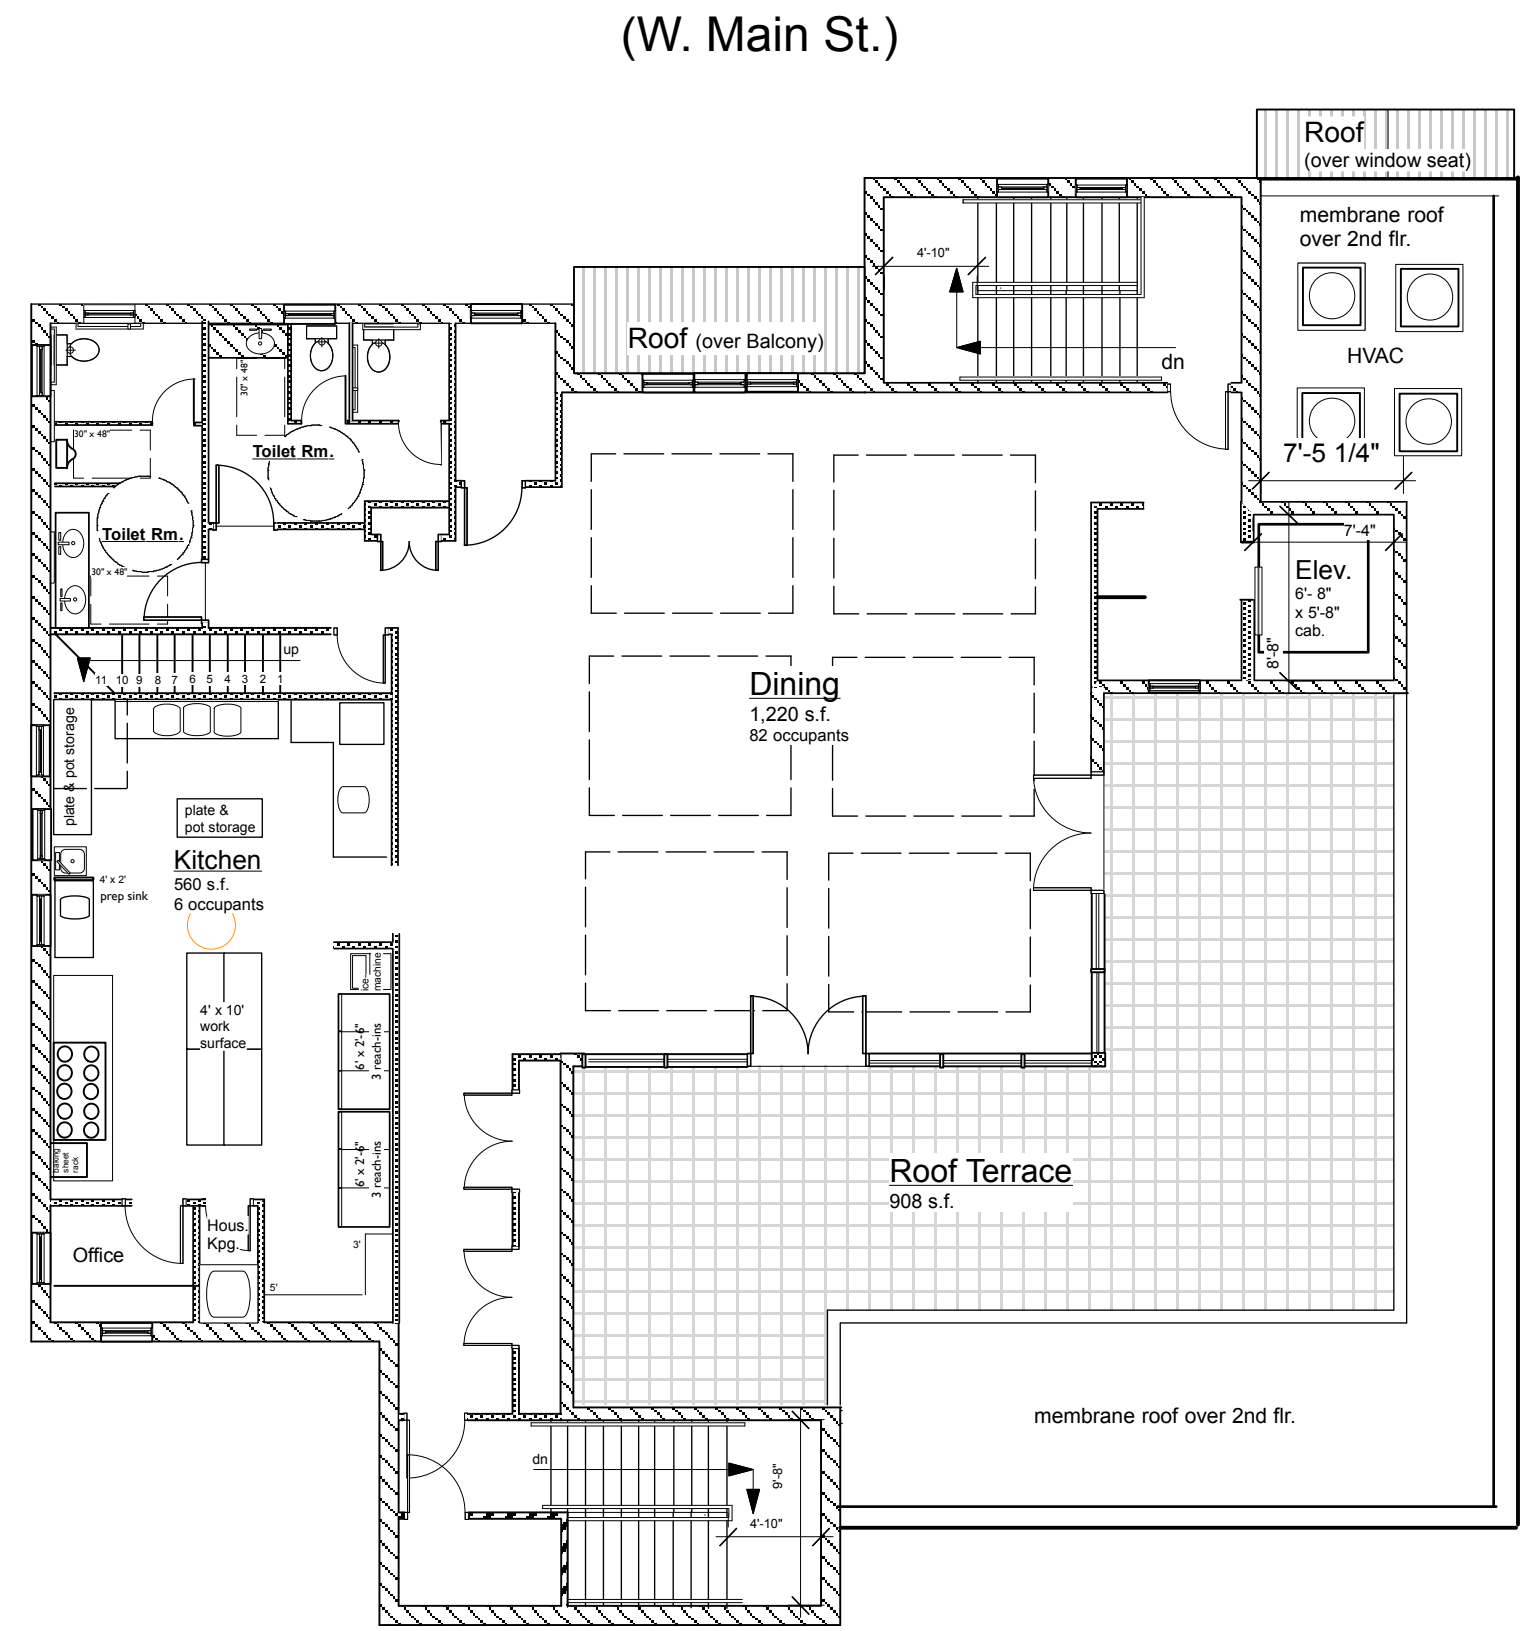 (W. Main St.)
Roof
(over window seat)
membrane roof
over 2nd flr.
4'-10"
Roof (over Balcony)
HVAC
dn
30" x 48"
30" x 48"
Toilet Rm.
7'-5 1/4"
Toilet Rm.
7'-4"
Elev.
6'- 8"
x 5'-8"
cab.
30" x 48"
8'-8"
up
11 10 9 8 7 6 5 4 3 2 1
Dining
1,220 s.f.
82 occupants
plate & pot storage
plate &
pot storage
Kitchen
560 s.f.
6 occupants
4' x 2'
prep sink
ice
machine
4' x 10'
work
surface
6' x 2'-6"
3 reach-ins
6' x 2'-6"
3 reach-ins
baking
sheet
rack
Roof Terrace
908 s.f.
Hous.
Kpg.
Office
3'
5'
membrane roof over 2nd flr.
dn
9'-8"
4'-10"